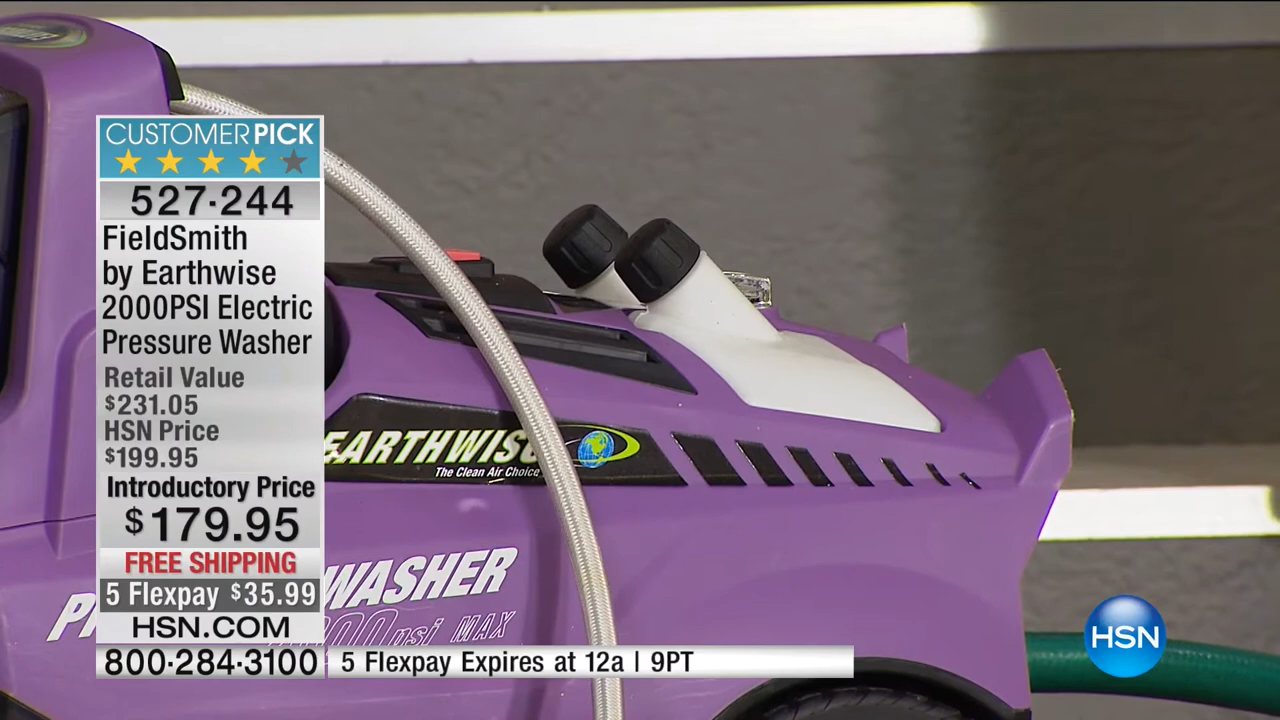 CUSTOMERPICK
527-244
FieldSmith
by Earthwise
2000PSI Electric
Pressure Washer
Retail Value
$231.05
HSN Price
$199.95
Introductory Price
$179.95
FREE SHIPPING
5 Flexpay $35.99
HSN.COM
800-284-3100
5 Flexpay Expires at 12a | 9PT
EARTHWISE
The Clean Air Choice
WASHER
psi MAX
HSN